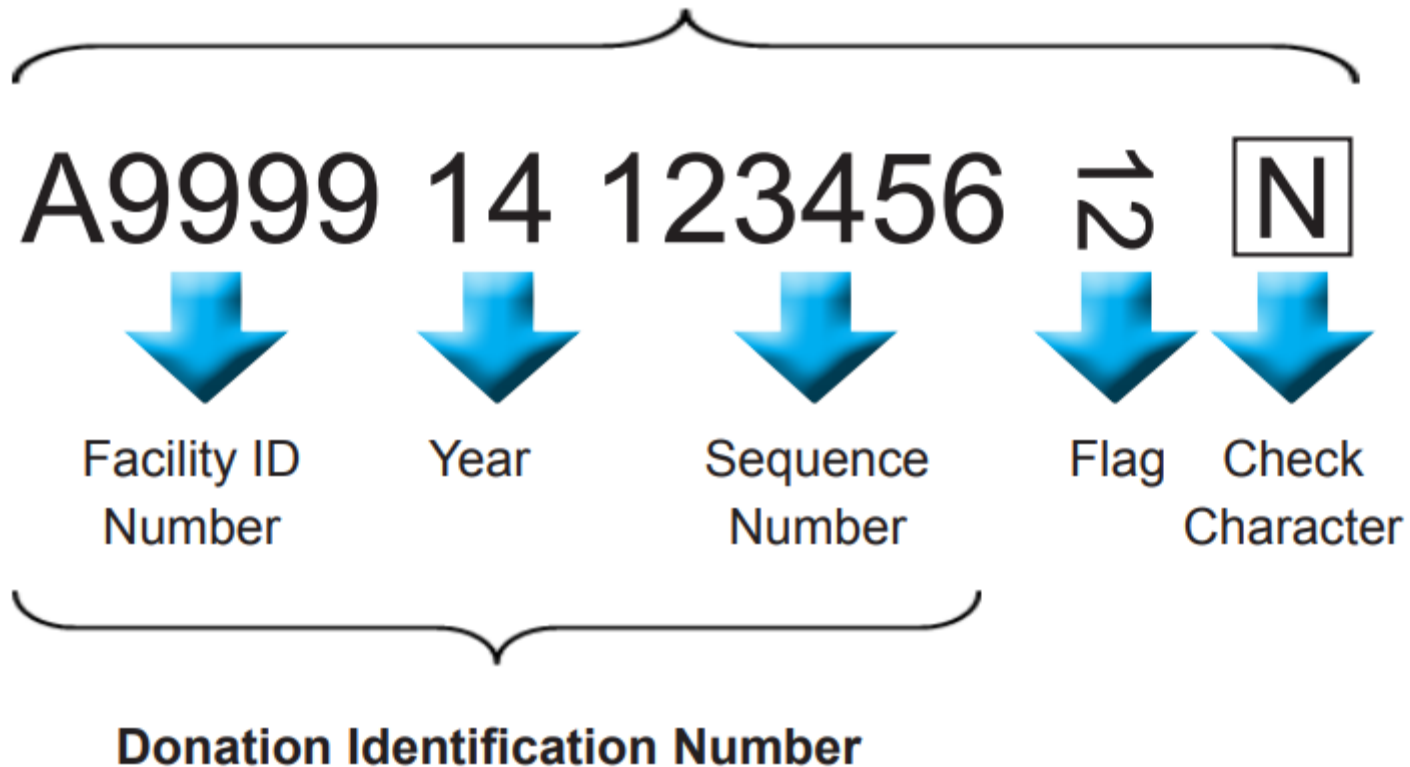 A9999 14 123456 12 N
Facility ID Number
Year
Sequence Number
Flag
Check Character
Donation Identification Number